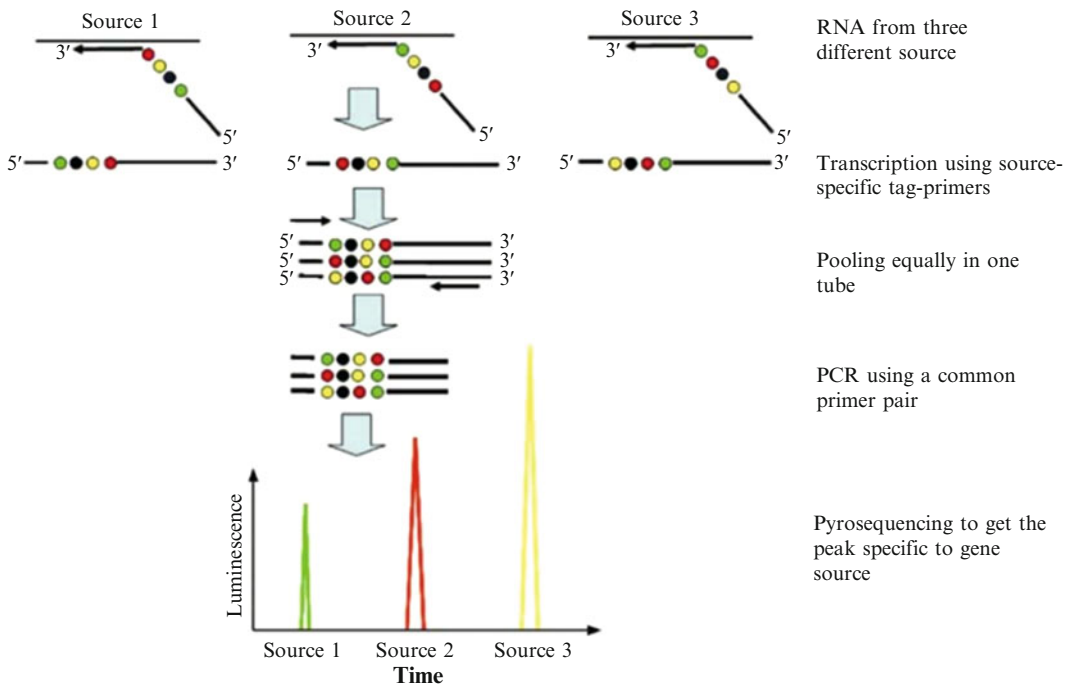 Source 1
Source 2
Source 3
RNA from three
different source
3′
3′
3′
5′
5′
5′
5′
3′
5′
3′
5′
3′
Transcription using source-
specific tag-primers
5′
3′
5′
3′
5′
3′
Pooling equally in one
tube
PCR using a common
primer pair
Luminescence
Pyrosequencing to get the
peak specific to gene
source
Source 1
Source 2
Source 3
Time